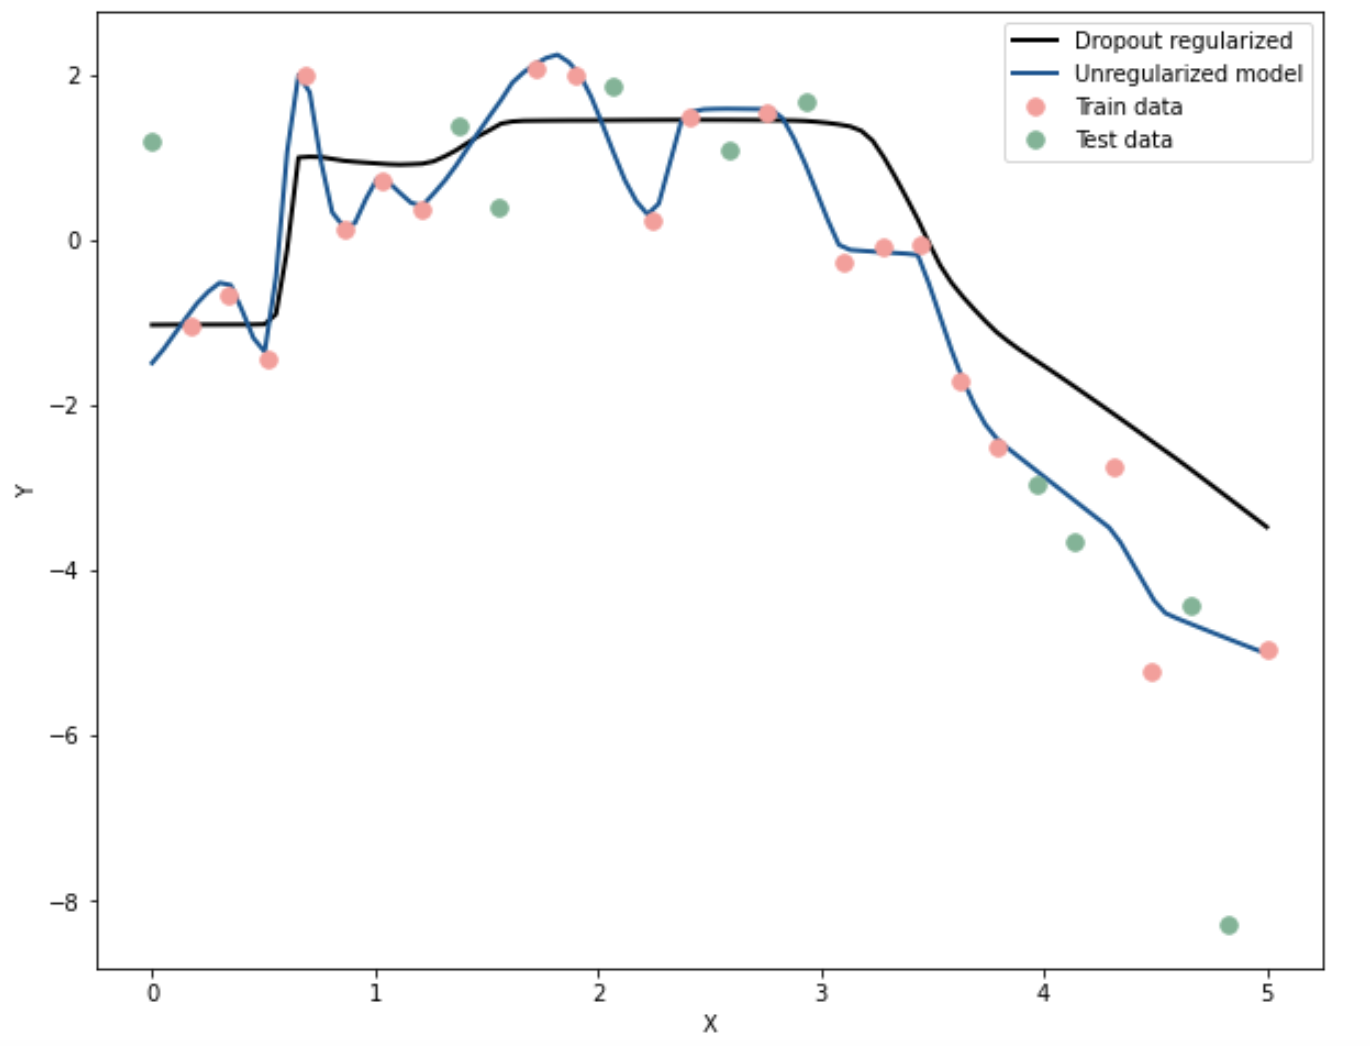 Dropout regularized
Unregularized model
Train data
Test data
2
0
−2
−4
−6
−8
Y
0 1 2 3 4 5
X